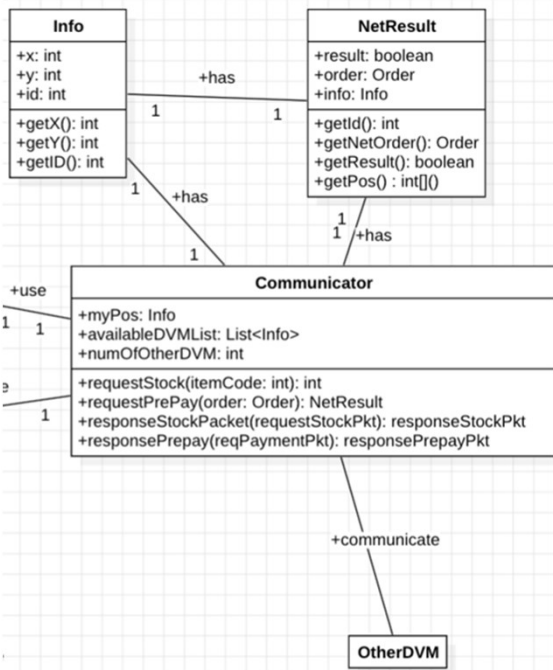 Info
+x: int
+y: int
+id: int
+getX(): int
+getY(): int
+getID(): int
NetResult
+result: boolean
+order: Order
+info: Info
+getId(): int
+getNetOrder(): Order
+getResult(): boolean
+getPos() : int[]()
+has
1
1
1
+has
1
1
1
+has
Communicator
+myPos: Info
+availableDVMList: List<Info>
+numOfOtherDVM: int
+requestStock(itemCode: int): int
+requestPrePay(order: Order): NetResult
+responseStockPacket(requestStockPkt): responseStockPkt
+responsePrepay(reqPaymentPkt): responsePrepayPkt
+use
1
1
e
1
+communicate
OtherDVM